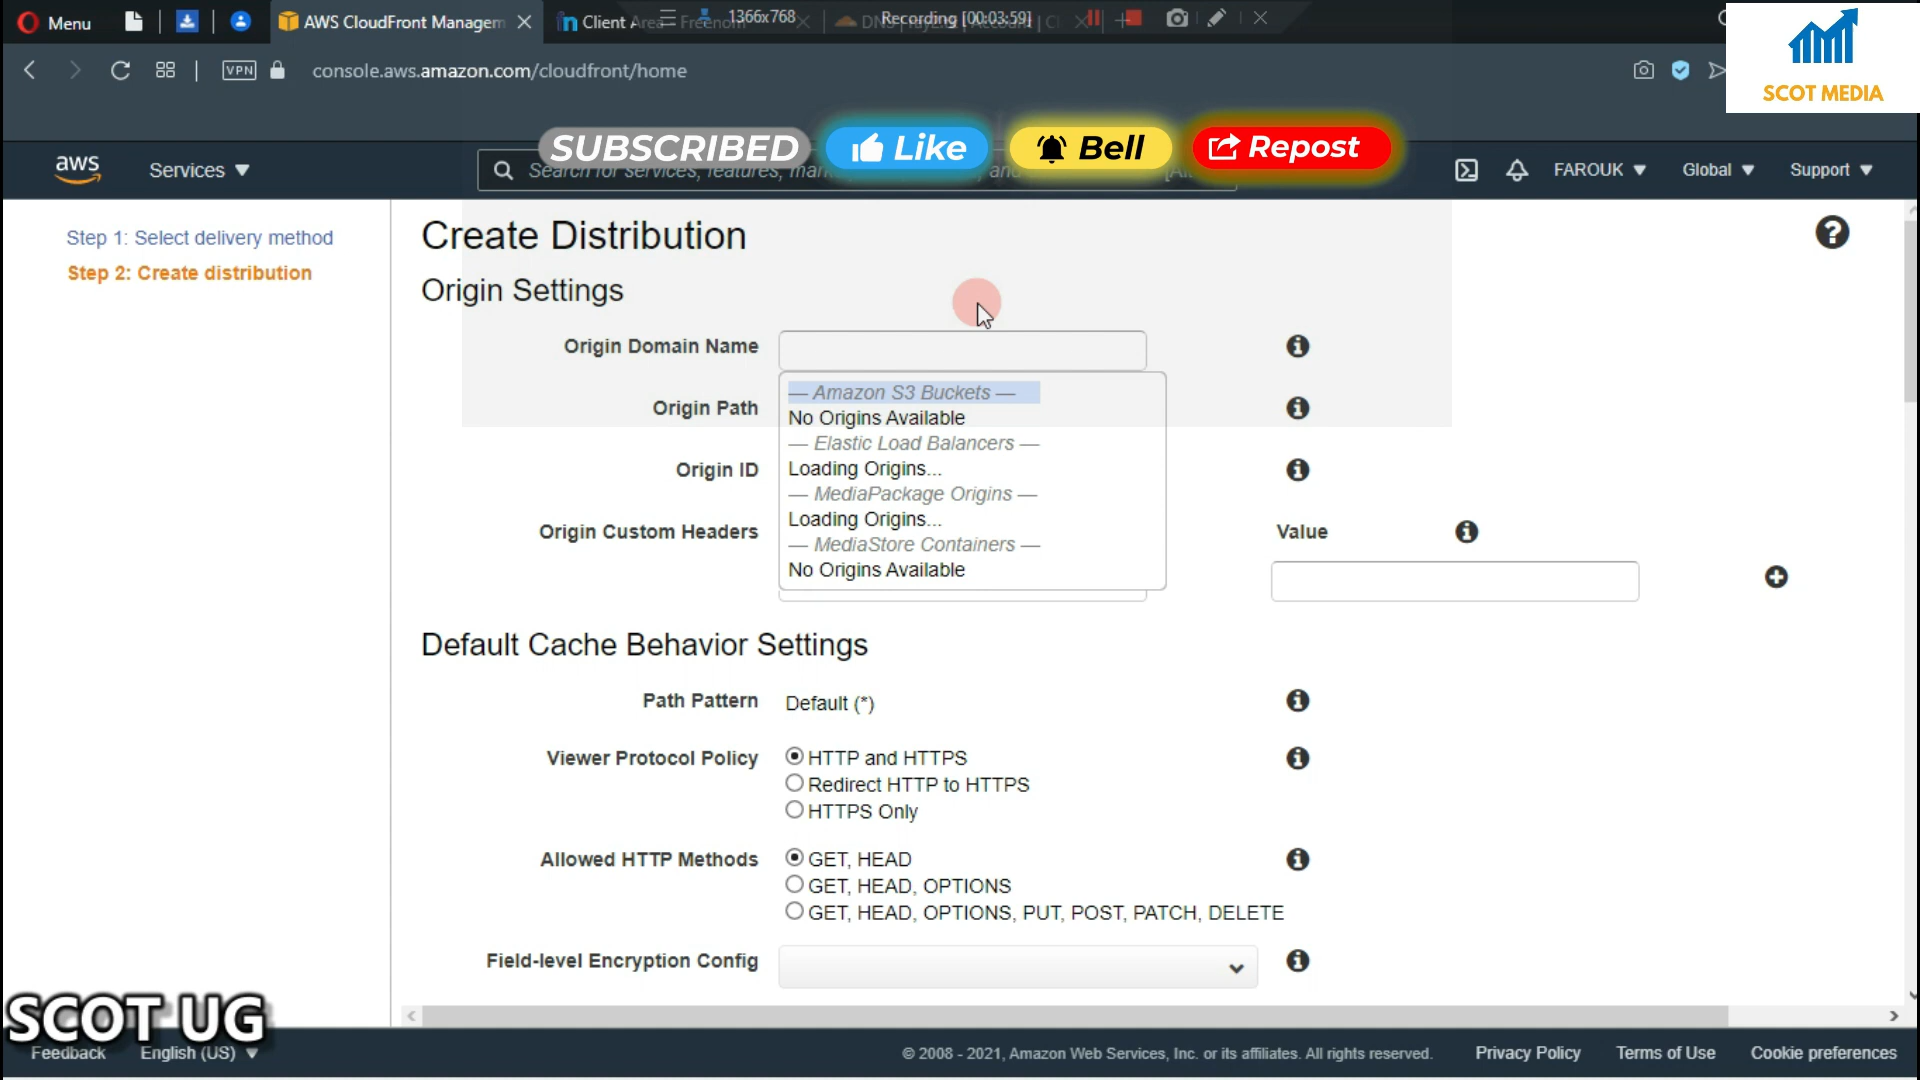 Menu
AWS CloudFront Managem
Client Area - Freenom
1366x768
Recording [00:03:59]
VPN
console.aws.amazon.com/cloudfront/home
SCOT MEDIA
SUBSCRIBED
Like
Bell
Repost
aws
Services
Search for services, features,
FAROUK
Global
Support
Step 1: Select delivery method
Step 2: Create distribution
Create Distribution
Origin Settings
Origin Domain Name
— Amazon S3 Buckets —
No Origins Available
— Elastic Load Balancers —
Loading Origins...
— MediaPackage Origins —
Loading Origins...
— MediaStore Containers —
No Origins Available
Origin Path
Origin ID
Origin Custom Headers
Value
Default Cache Behavior Settings
Path Pattern
Default (*)
Viewer Protocol Policy
HTTP and HTTPS
Redirect HTTP to HTTPS
HTTPS Only
Allowed HTTP Methods
GET, HEAD
GET, HEAD, OPTIONS
GET, HEAD, OPTIONS, PUT, POST, PATCH, DELETE
Field-level Encryption Config
SCOT UG
Feedback
English (US)
© 2008 - 2021, Amazon Web Services, Inc. or its affiliates. All rights reserved.
Privacy Policy
Terms of Use
Cookie preferences